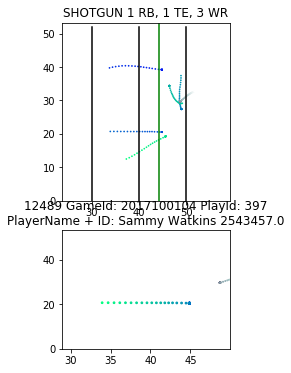 SHOTGUN 1 RB, 1 TE, 3 WR
50
40
30
20
10
0
30 40 50
12489 GameId: 2017100104 PlayId: 397
PlayerName + ID: Sammy Watkins 2543457.0
40
20
0
30 35 40 45